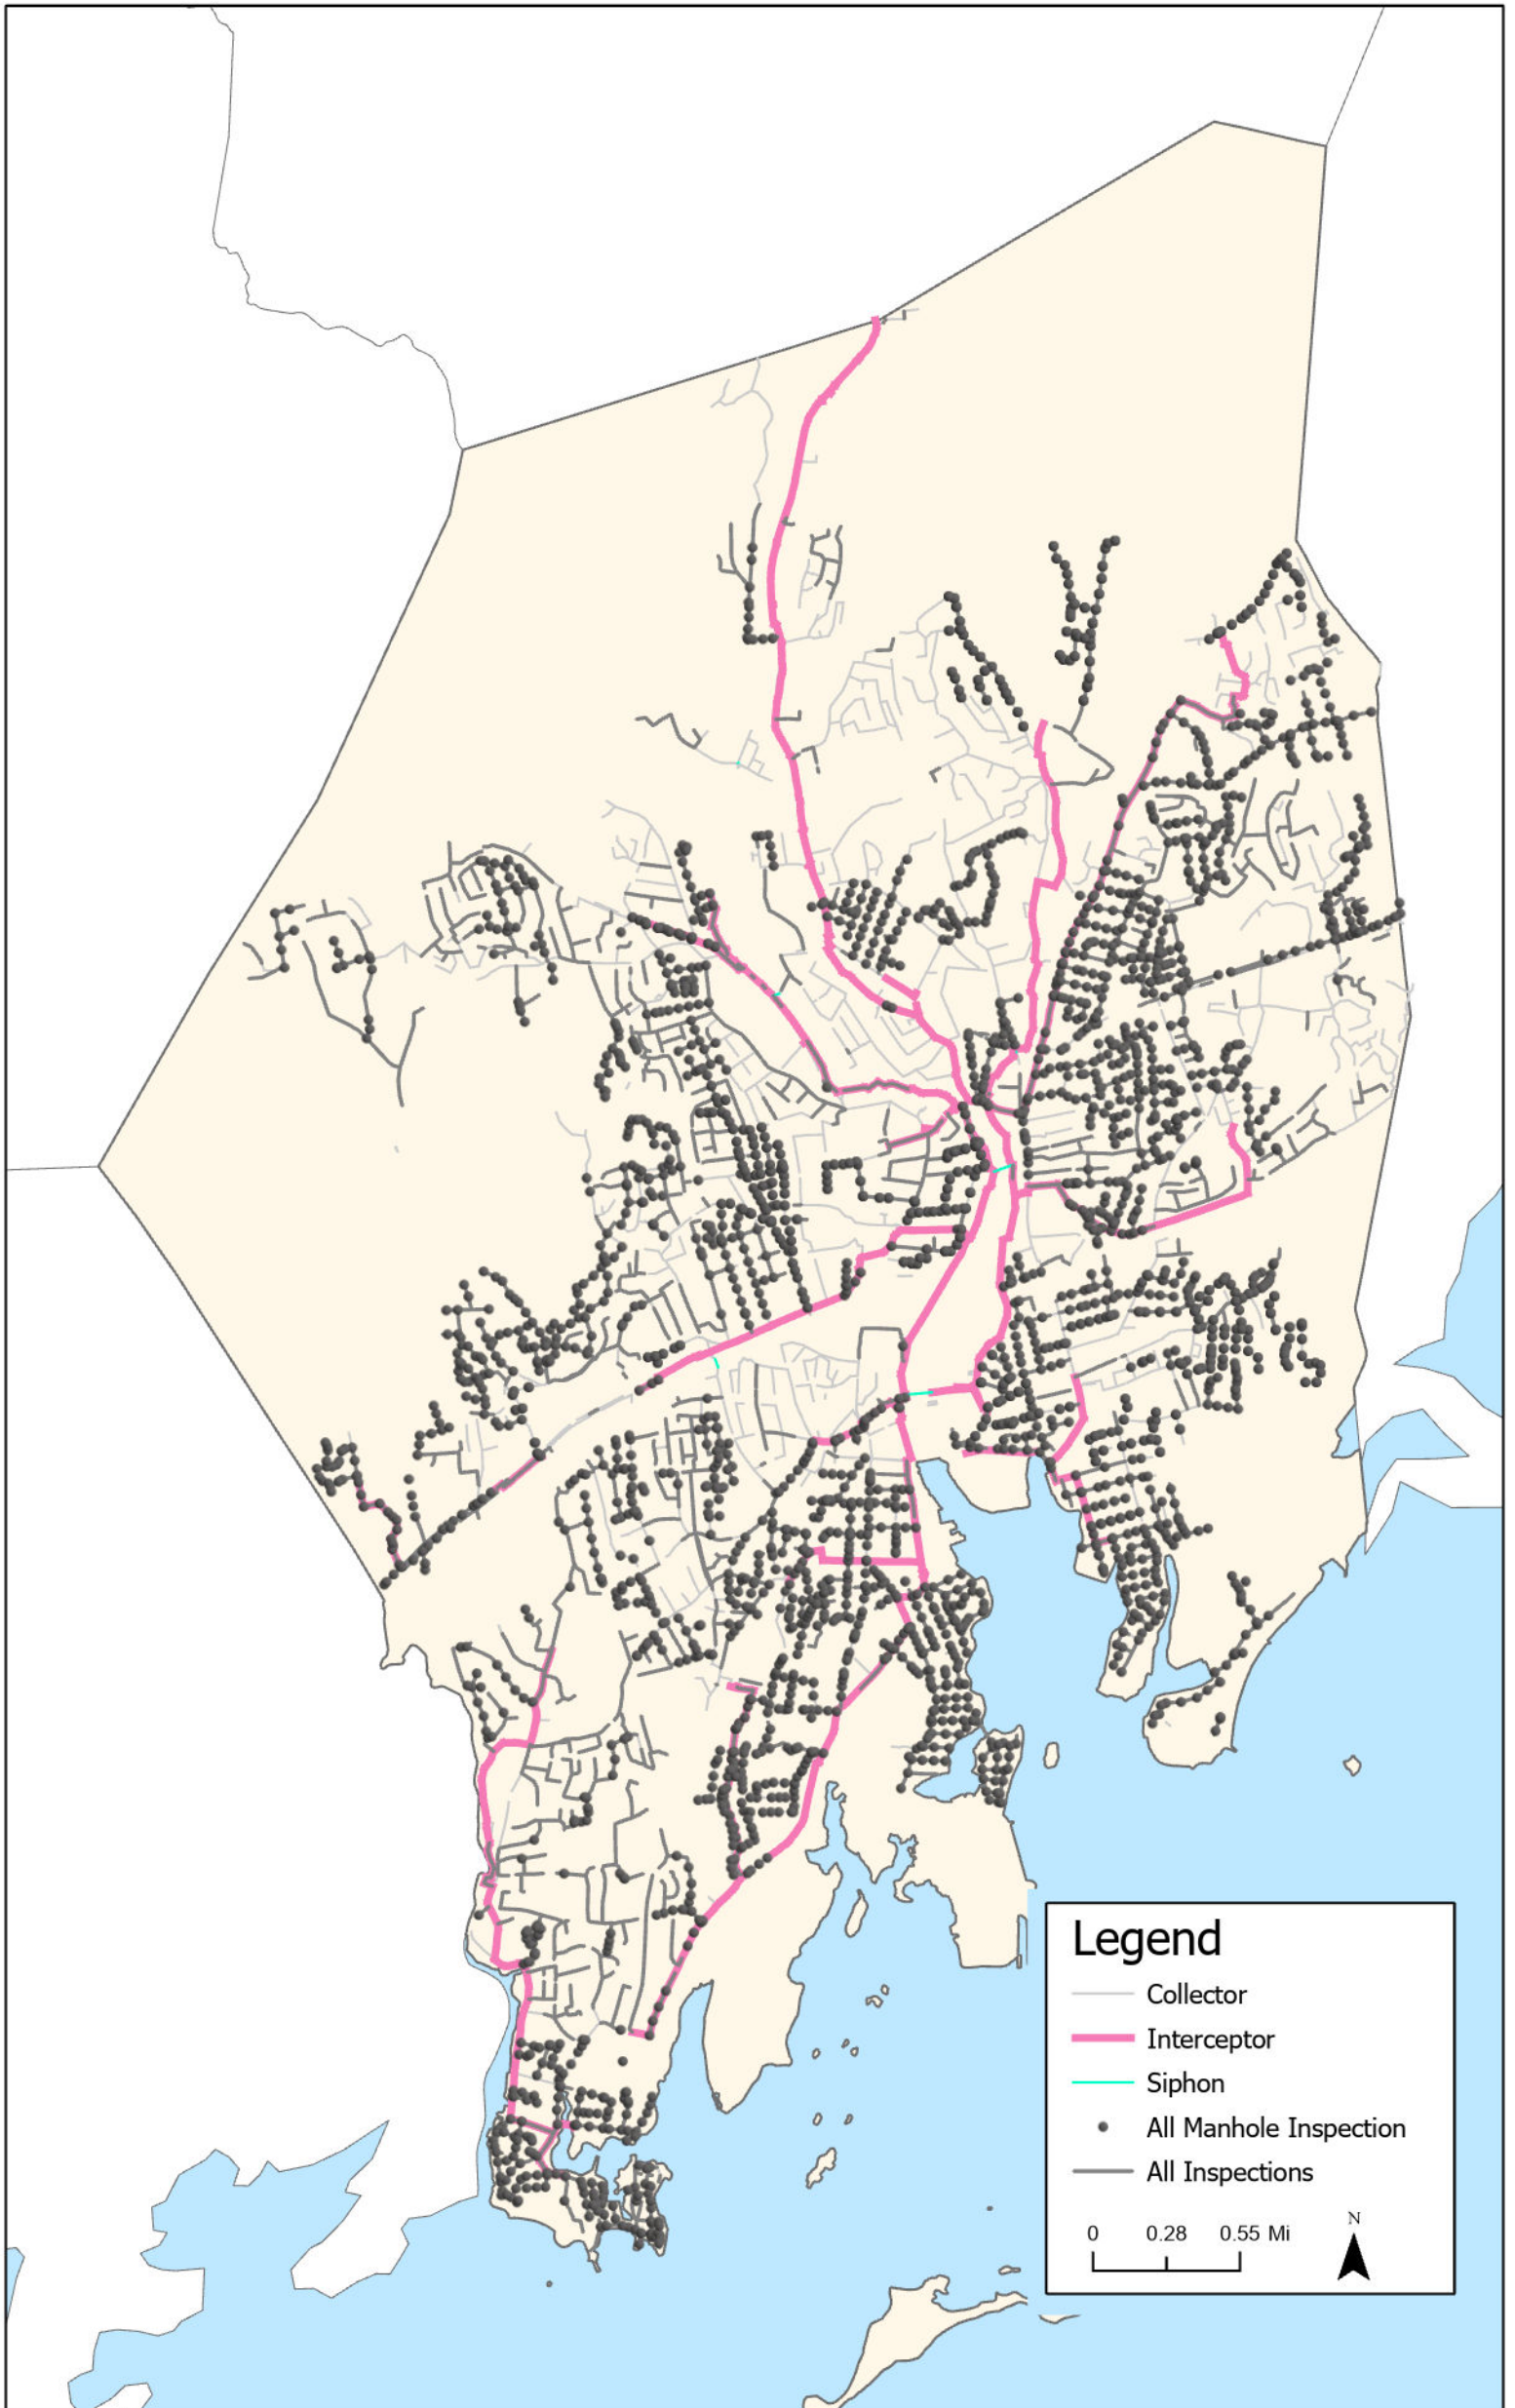 Legend
Collector
Interceptor
Siphon
All Manhole Inspection
All Inspections
0 0.28 0.55 Mi
N